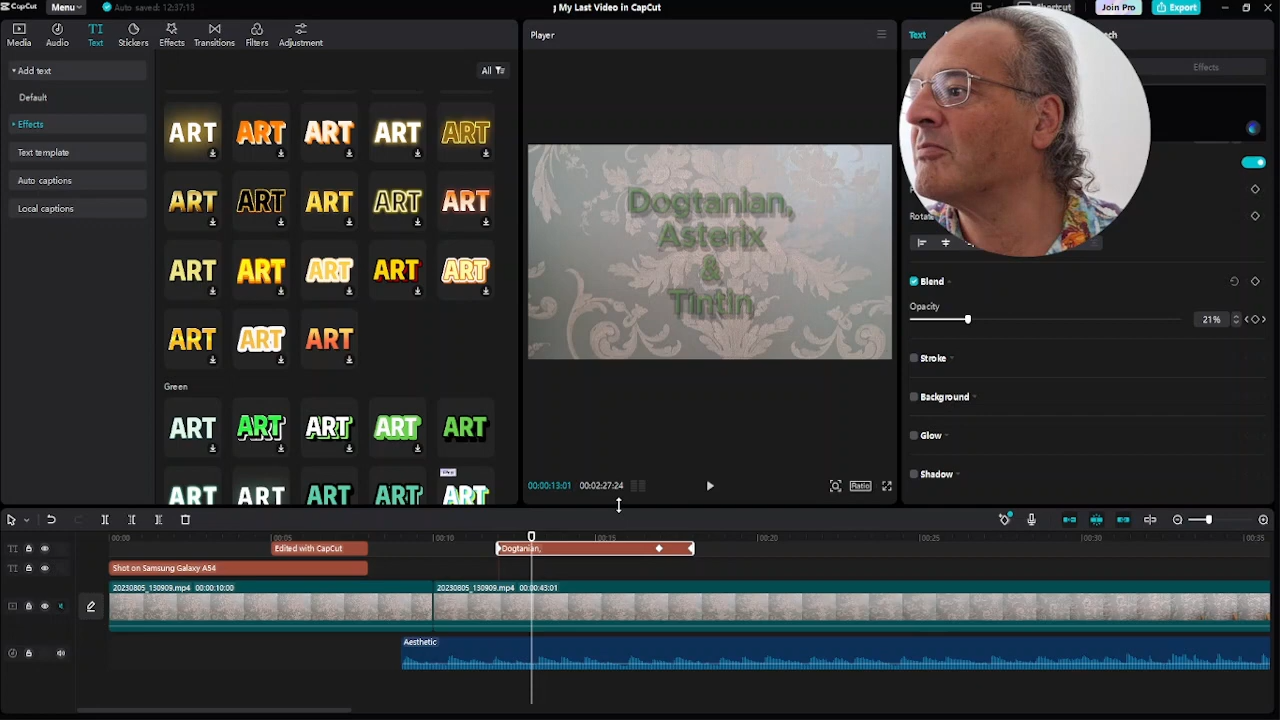 CapCut Menu Auto saved: 12:37:13
My Last Video in CapCut
Shortcut Join Pro Export
Media Audio Text Stickers Effects Transitions Filters Adjustment
Add text
Default
Effects
Text template
Auto captions
Local captions
All
ART ART ART ART ART
ART ART ART ART ART
ART ART ART ART ART
ART ART ART
Green
ART ART ART ART ART
ART ART ART ART ART
Player
Dogtanian,
Asterix
&
Tintin
00:00:13:01 00:02:27:24
Ratio
Text
Effects
Blend
Opacity
21%
Stroke
Background
Glow
Shadow
00:00 00:05 00:10 00:15 00:20 00:25 00:30 00:35
Edited with CapCut Dogtanian,
Shot on Samsung Galaxy A54
20230805_130909.mp4 00:00:10:00 20230805_130909.mp4 00:00:43:01
Aesthetic